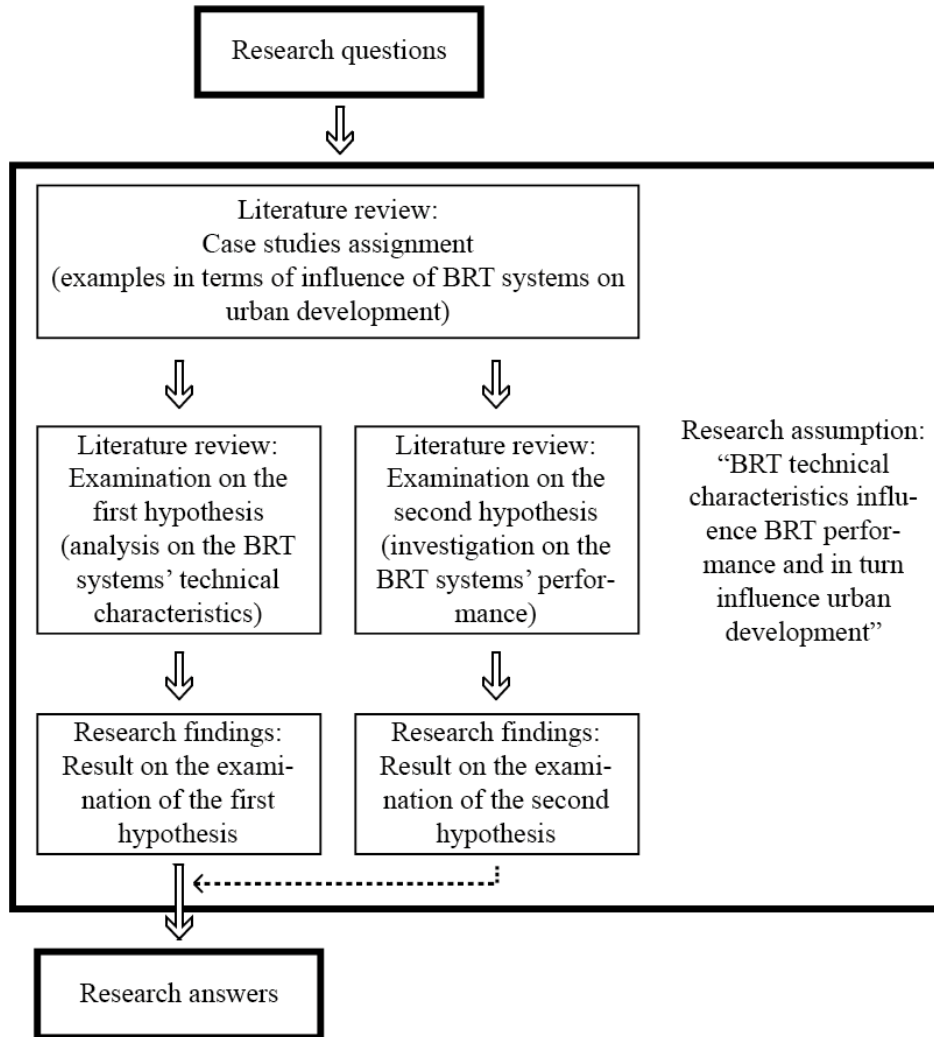 Research questions
Literature review:
Case studies assignment
(examples in terms of influence of BRT systems on
urban development)
Literature review:
Examination on the
first hypothesis
(analysis on the BRT
systems’ technical
characteristics)
Literature review:
Examination on the
second hypothesis
(investigation on the
BRT systems’ perfor-
mance)
Research assumption:
“BRT technical
characteristics influ-
ence BRT perfor-
mance and in turn
influence urban
development”
Research findings:
Result on the exami-
nation of the first
hypothesis
Research findings:
Result on the exami-
nation of the second
hypothesis
Research answers